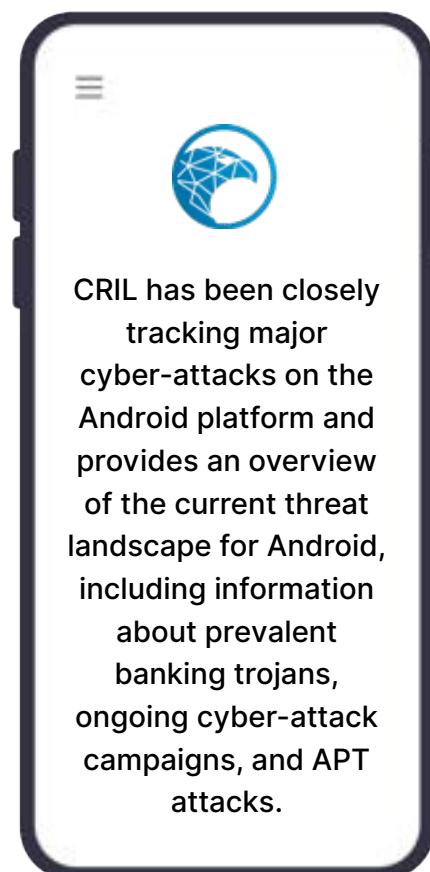 CRIL has been closely
tracking major
cyber-attacks on the
Android platform and
provides an overview
of the current threat
landscape for Android,
including information
about prevalent
banking trojans,
ongoing cyber-attack
campaigns, and APT
attacks.